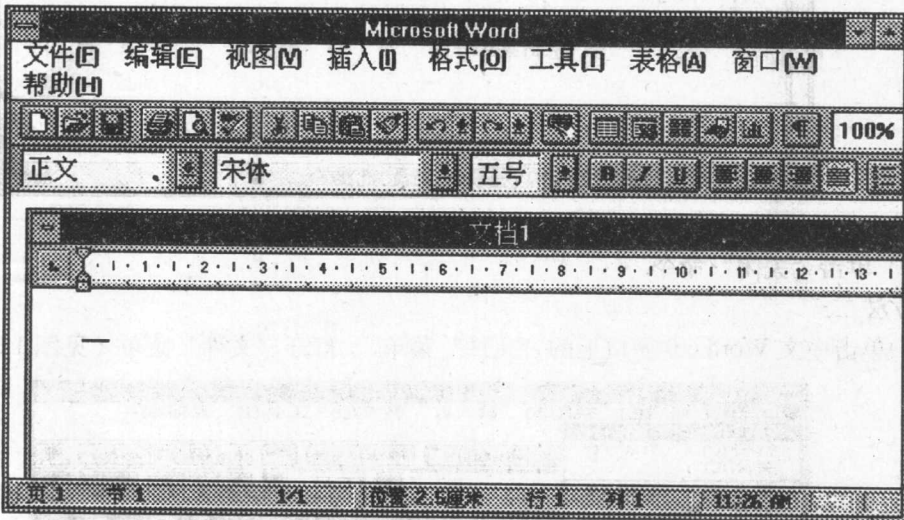 Microsoft Word
文件(F) 编辑(E) 视图(V) 插入(I) 格式(O) 工具(T) 表格(A) 窗口(W)
帮助(H)
100%
正文 宋体 五号 B I U
文档1
1 2 3 4 5 6 7 8 9 10 11 12 13
页 1 节 1 1/1 位置 2.5厘米 行 1 列 1 11:26 AM